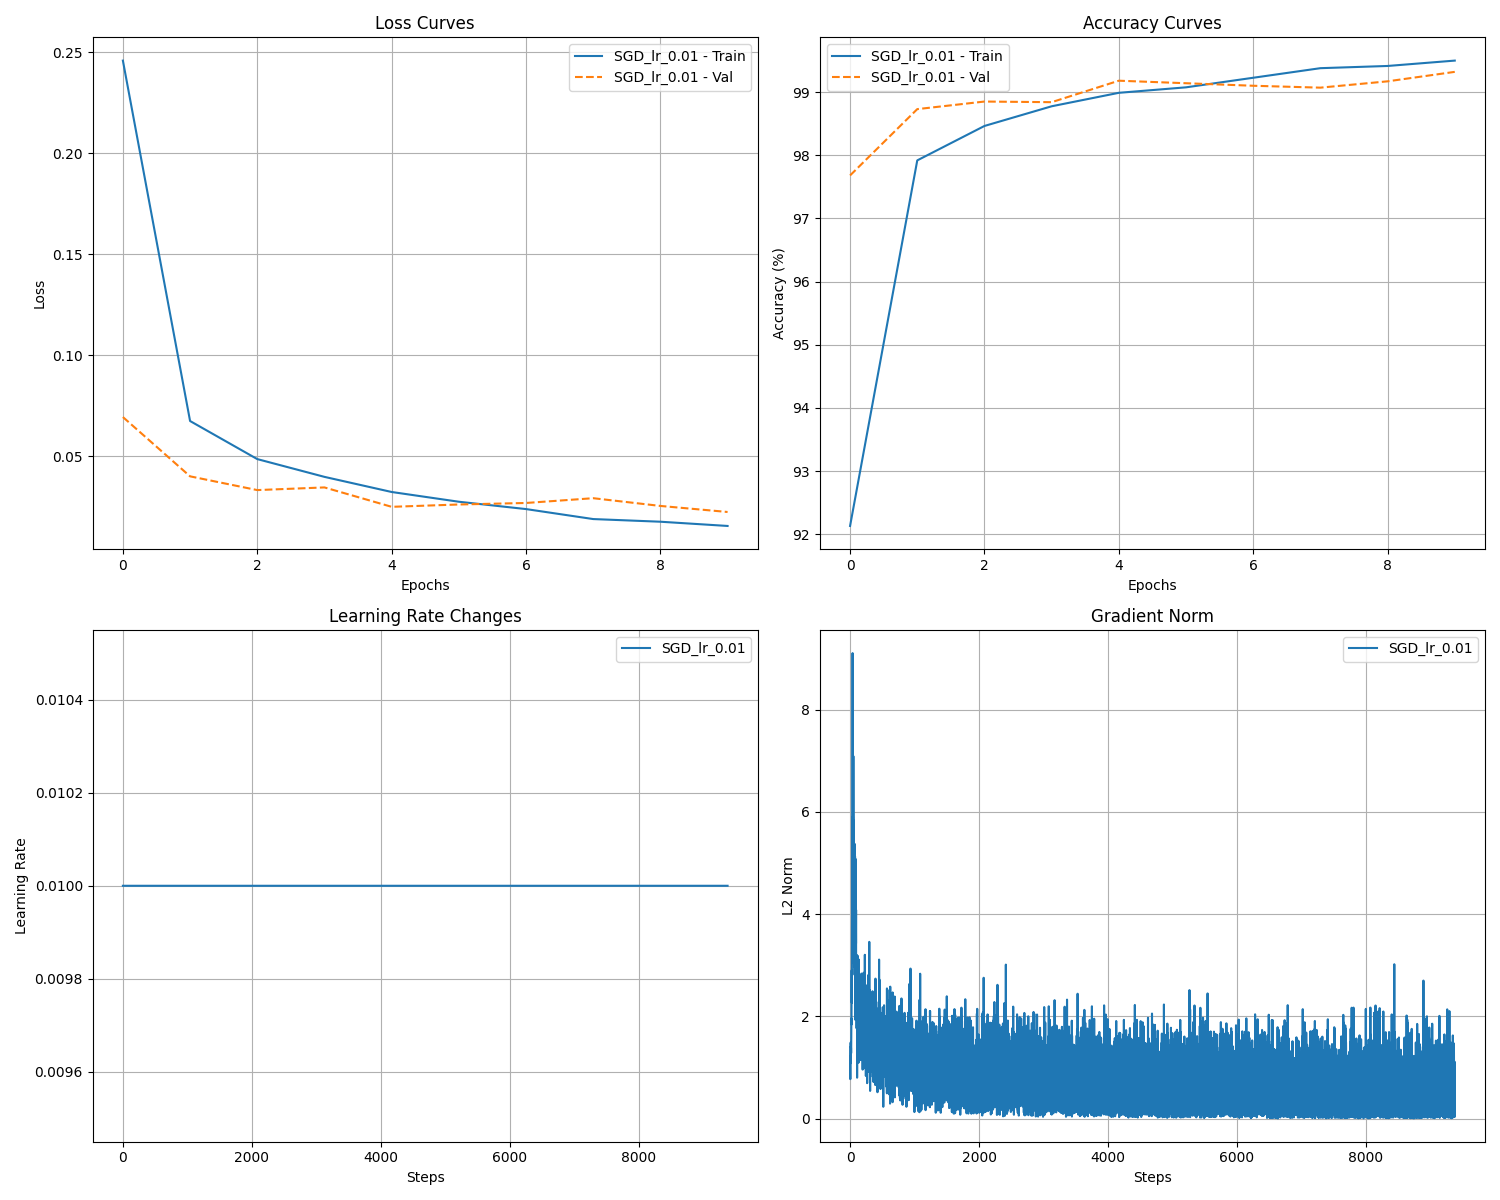 Loss Curves
SGD_lr_0.01 - Train
SGD_lr_0.01 - Val
0.25
0.20
0.15
0.10
0.05
Loss
0 2 4 6 8
Epochs
Accuracy Curves
SGD_lr_0.01 - Train
SGD_lr_0.01 - Val
99
98
97
96
95
94
93
92
Accuracy (%)
0 2 4 6 8
Epochs
Learning Rate Changes
SGD_lr_0.01
0.0104
0.0102
0.0100
0.0098
0.0096
Learning Rate
0 2000 4000 6000 8000
Steps
Gradient Norm
SGD_lr_0.01
8
6
4
2
0
L2 Norm
0 2000 4000 6000 8000
Steps